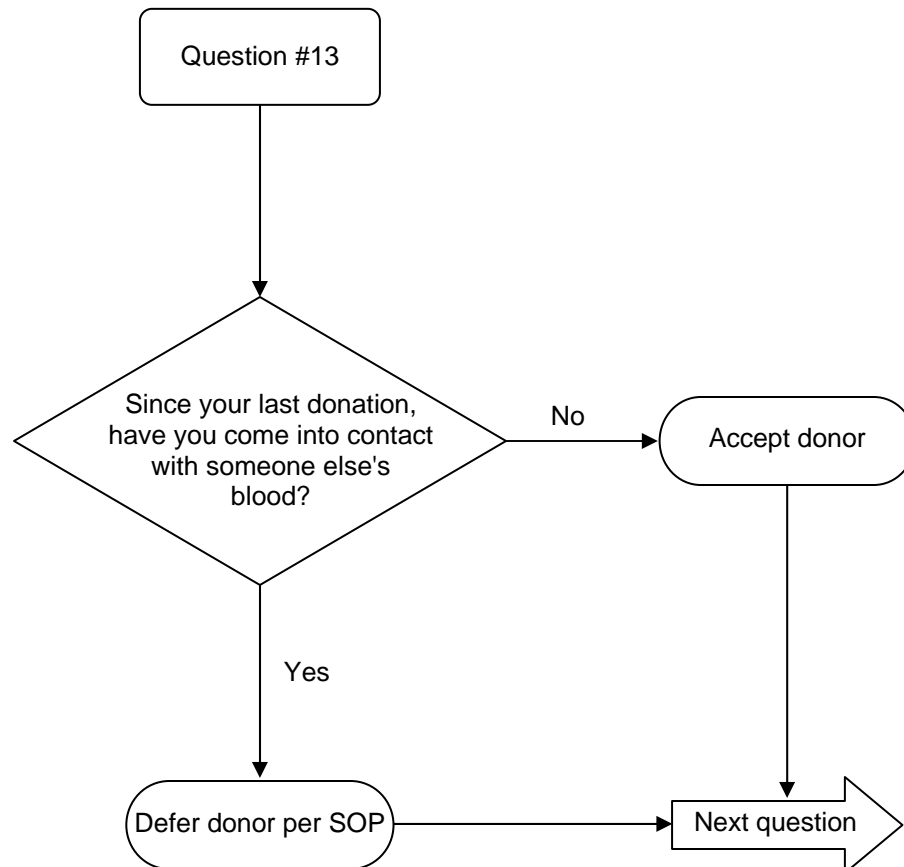 Question #13
Since your last donation,
have you come into contact
with someone else's
blood?
No
Accept donor
Yes
Defer donor per SOP
Next question